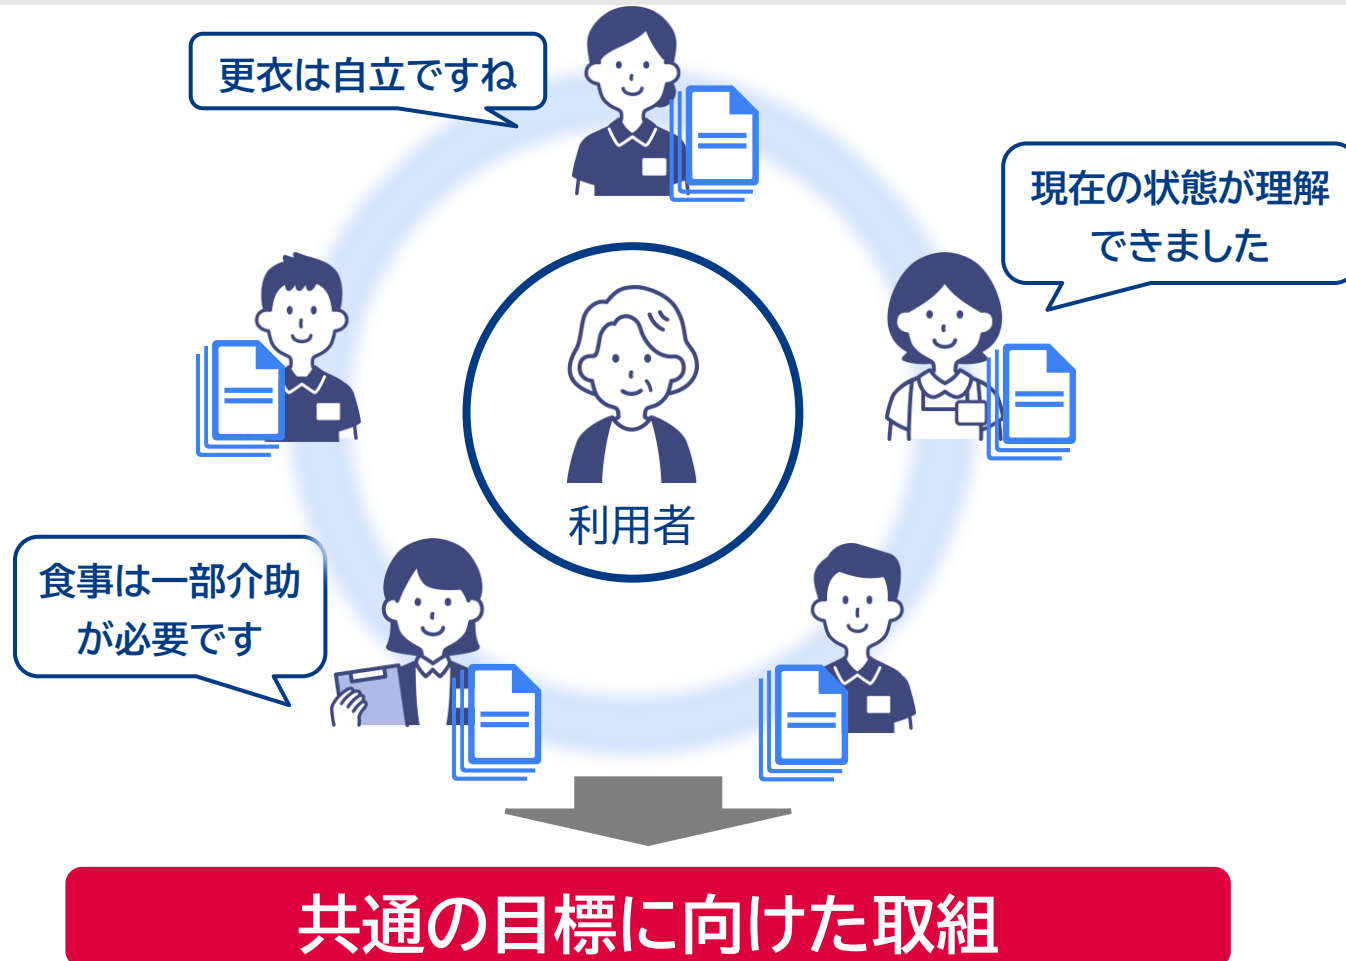 更衣は自立ですね
現在の状態が理解
できました
利用者
食事は一部介助
が必要です
共通の目標に向けた取組